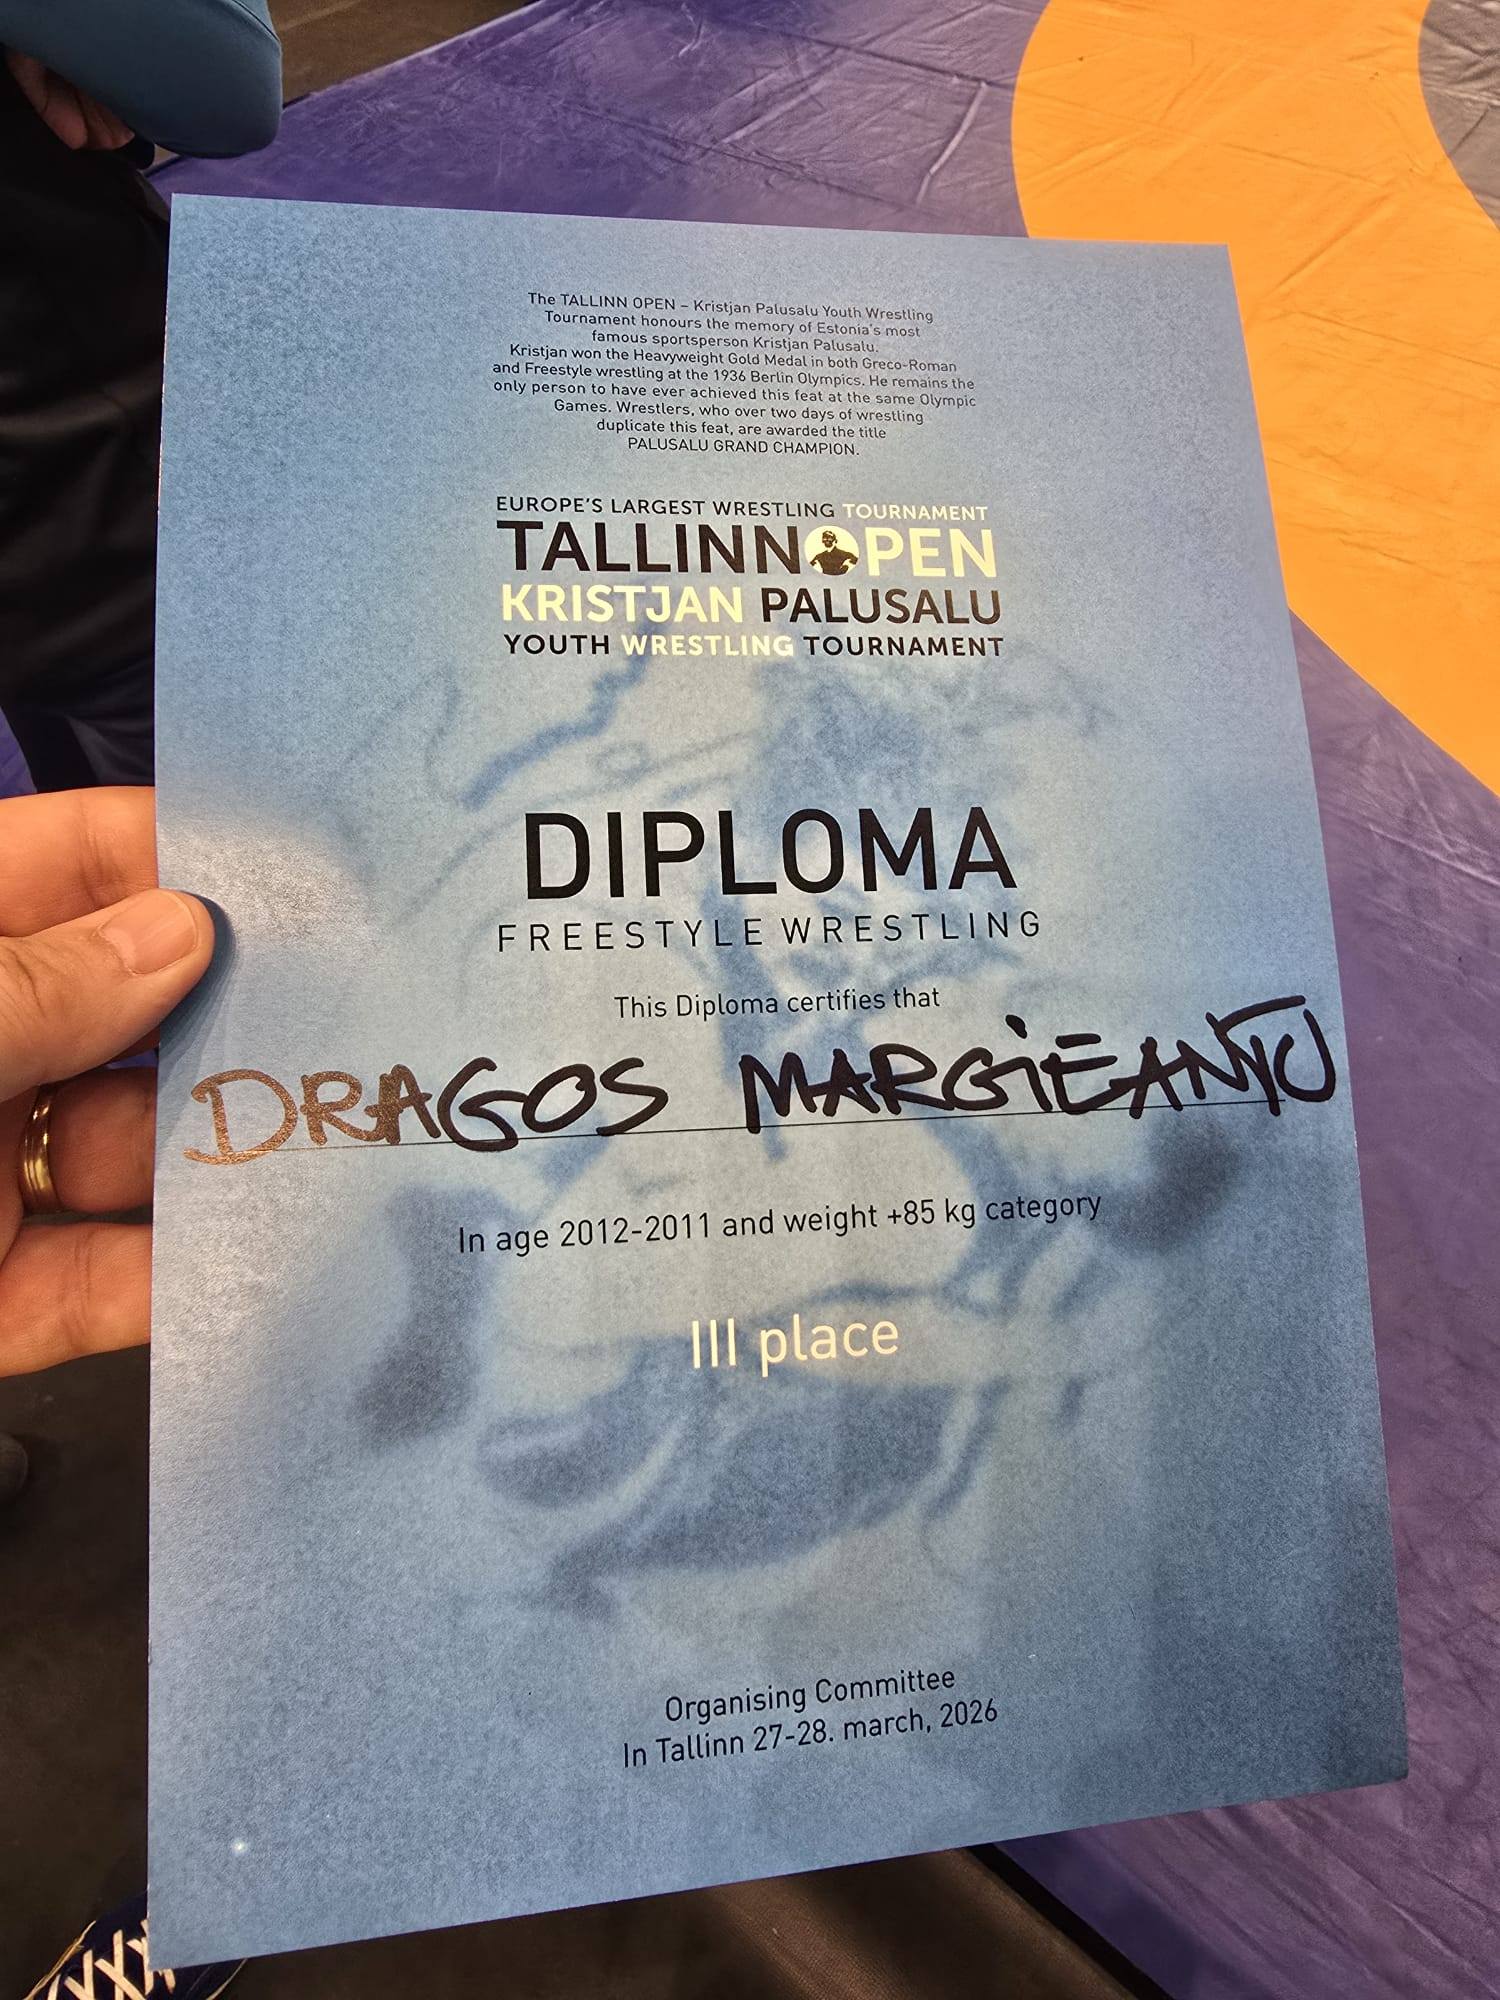 The TALLINN OPEN – Kristjan Palusalu Youth Wrestling
Tournament honours the memory of Estonia's most
famous sportsperson Kristjan Palusalu.
Kristjan won the Heavyweight Gold Medal in both Greco-Roman
and Freestyle wrestling at the 1936 Berlin Olympics. He remains the
only person to have ever achieved this feat at the same Olympic
Games. Wrestlers, who over two days of wrestling
duplicate this feat, are awarded the title
PALUSALU GRAND CHAMPION.
EUROPE'S LARGEST WRESTLING TOURNAMENT
TALLINNOPEN
KRISTJAN PALUSALU
YOUTH WRESTLING TOURNAMENT
DIPLOMA
FREESTYLE WRESTLING
This Diploma certifies that
DRAGOS MARGIEANTU
In age 2012-2011 and weight +85 kg category
III place
Organising Committee
In Tallinn 27-28. march, 2026